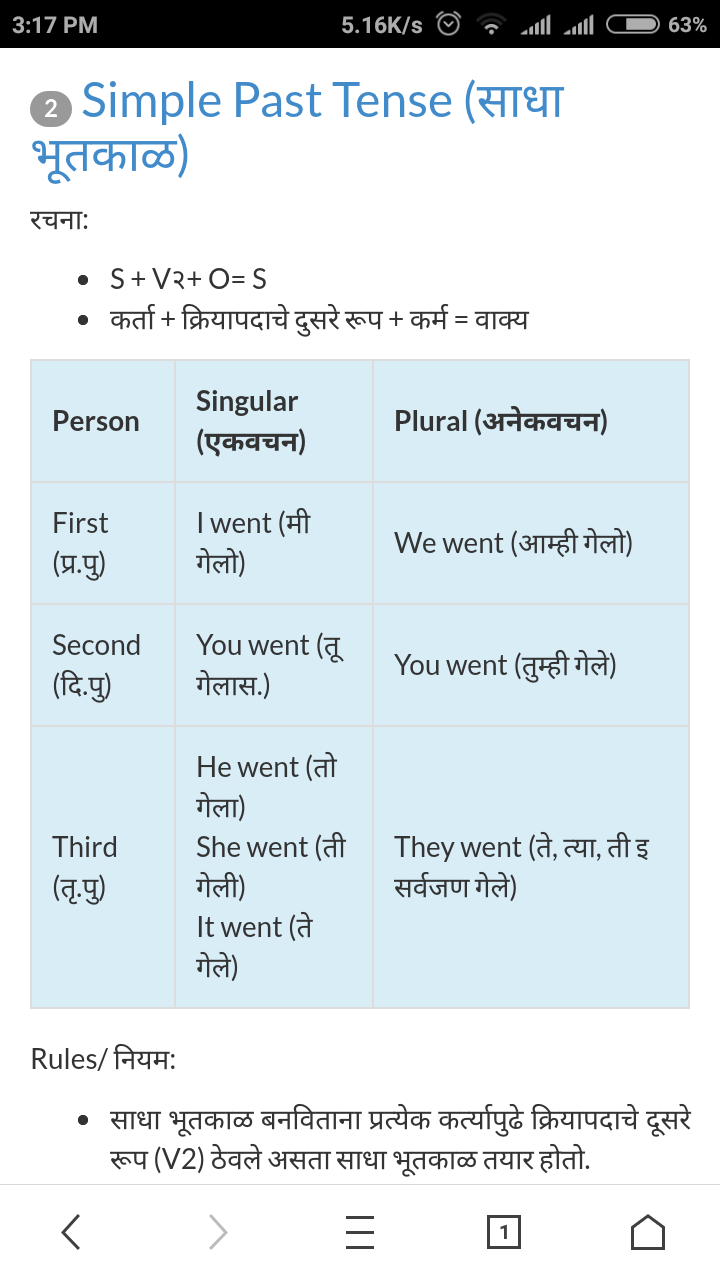 3:17 PM 5.16K/s 63%
2 Simple Past Tense (साधा
भूतकाळ)
रचना:
S + V२+ O= S
कर्ता + क्रियापदाचे दुसरे रूप + कर्म = वाक्य
Person
Singular
(एकवचन)
Plural (अनेकवचन)
First
(प्र.पु)
I went (मी
गेलो)
We went (आम्ही गेलो)
Second
(दि.पु)
You went (तू
गेलास.)
You went (तुम्ही गेले)
Third
(तृ.पु)
He went (तो
गेला)
She went (ती
गेली)
It went (ते
गेले)
They went (ते, त्या, ती इ
सर्वजण गेले)
Rules/ नियम:
साधा भूतकाळ बनविताना प्रत्येक कर्त्यापुढे क्रियापदाचे दूसरे
रूप (V2) ठेवले असता साधा भूतकाळ तयार होतो.
1